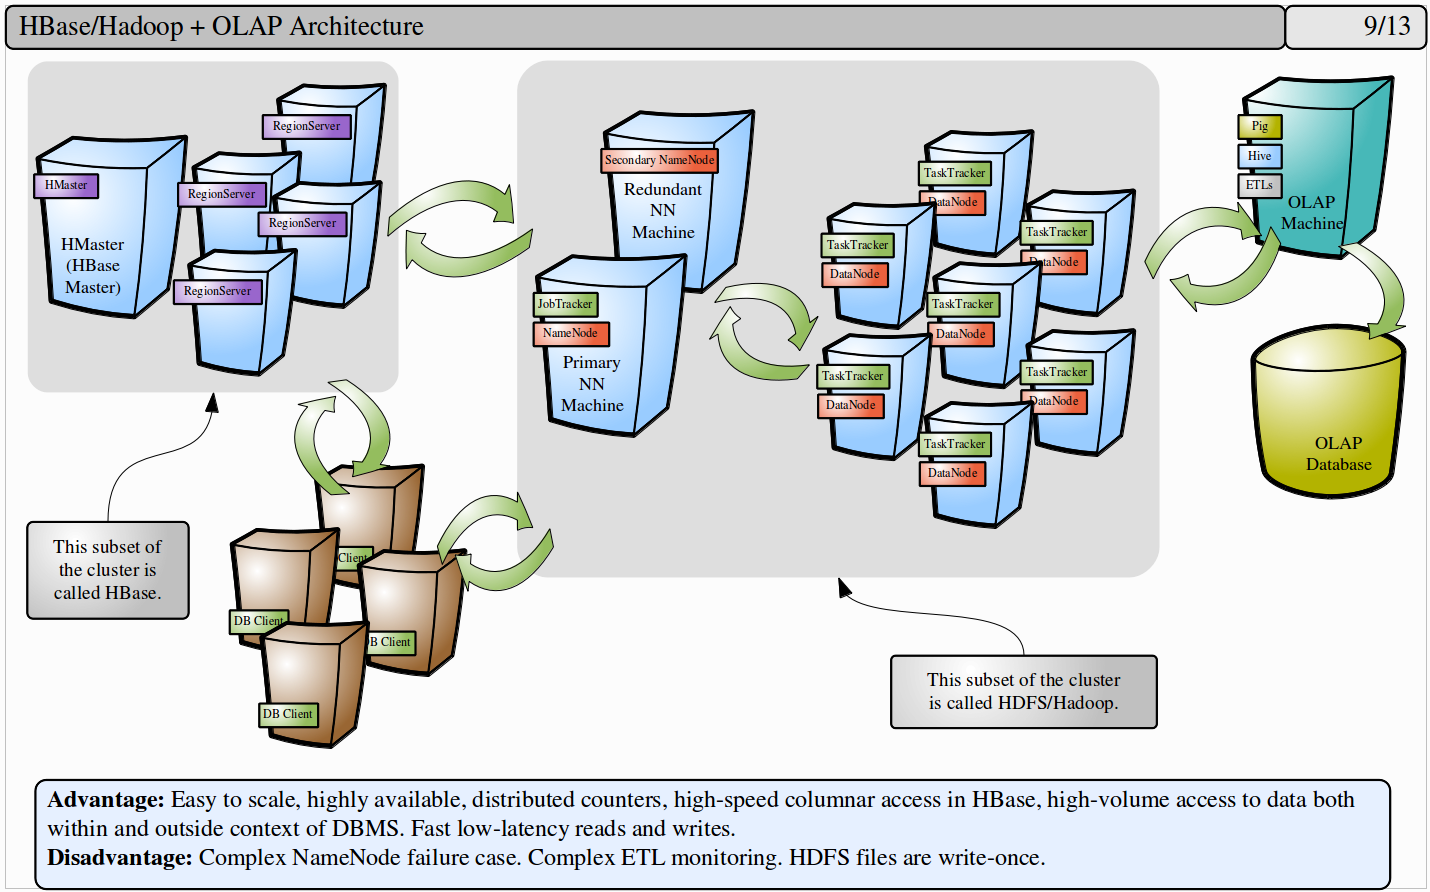 HBase/Hadoop + OLAP Architecture
9/13
RegionServer
HMaster
RegionServer
RegionServer
RegionServer
HMaster
(HBase
Master)
Secondary NameNode
Redundant
NN
Machine
JobTracker
NameNode
Primary
NN
Machine
TaskTracker
DataNode
TaskTracker
DataNode
TaskTracker
DataNode
TaskTracker
DataNode
TaskTracker
DataNode
TaskTracker
DataNode
TaskTracker
DataNode
Pig
Hive
ETLs
OLAP
Machine
OLAP
Database
This subset of
the cluster is
called HBase.
Client
DB Client
DB Client
DB Client
This subset of the cluster
is called HDFS/Hadoop.
Advantage: Easy to scale, highly available, distributed counters, high-speed columnar access in HBase, high-volume access to data both
within and outside context of DBMS. Fast low-latency reads and writes.
Disadvantage: Complex NameNode failure case. Complex ETL monitoring. HDFS files are write-once.